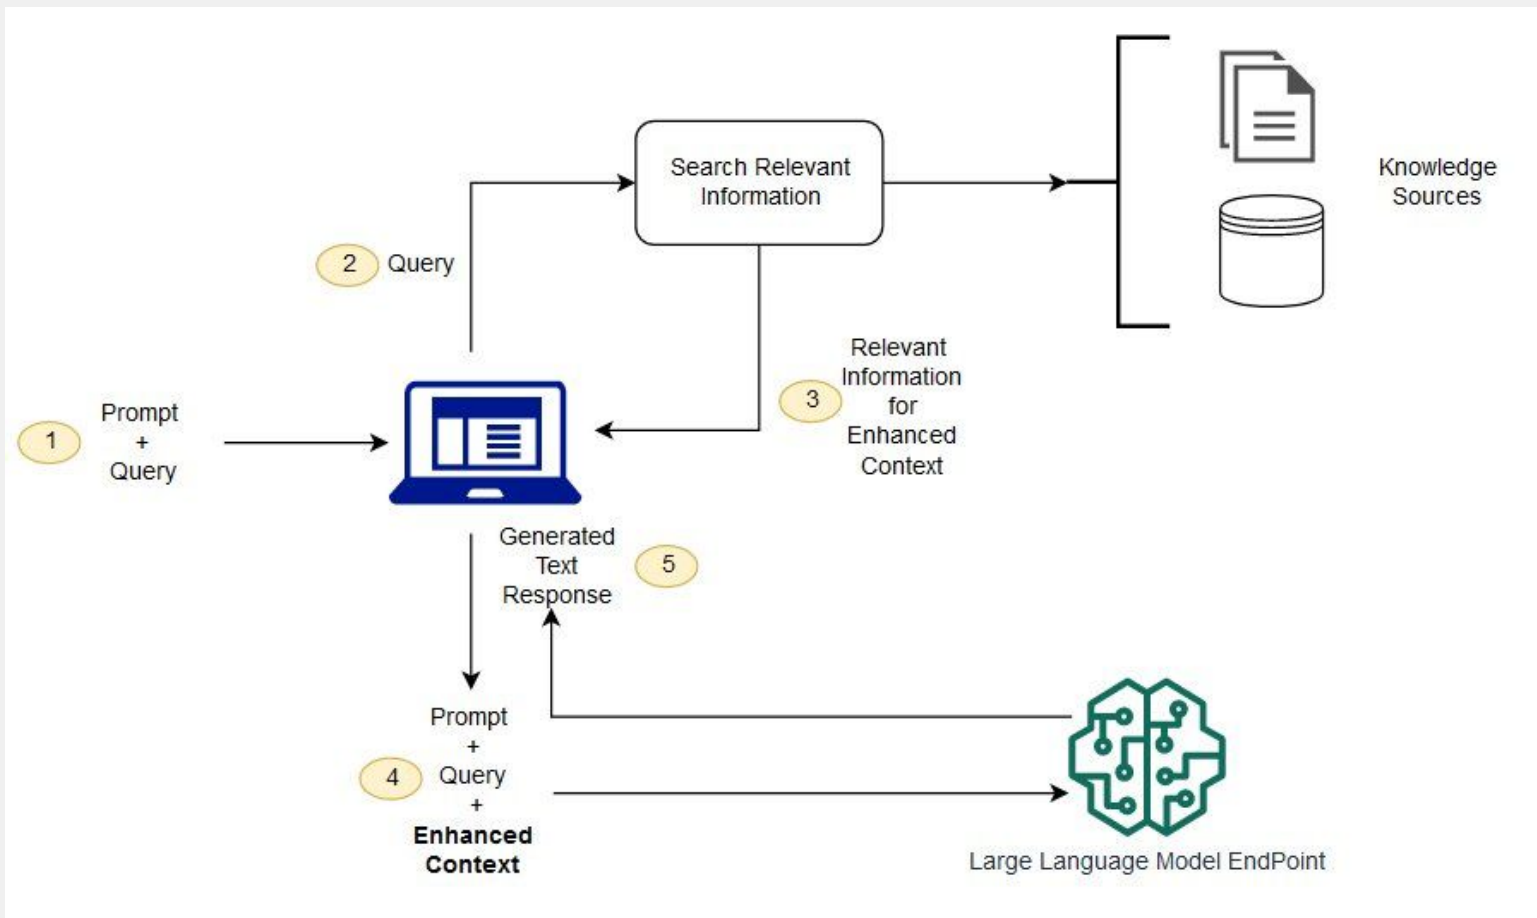 Search Relevant
Information
Knowledge
Sources
2 Query
Relevant
Information
for
Enhanced
Context
3
1
Prompt
+
Query
Generated
Text
Response
5
Prompt
+
Query
+
Enhanced
Context
4
Large Language Model EndPoint